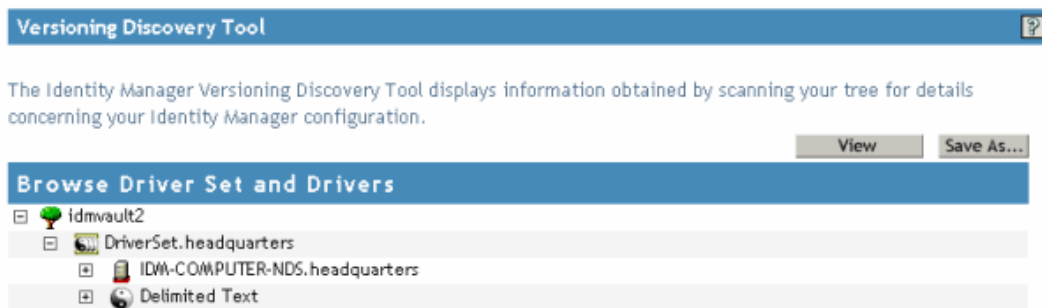 Versioning Discovery Tool
?
The Identity Manager Versioning Discovery Tool displays information obtained by scanning your tree for details
concerning your Identity Manager configuration.
View Save As...
Browse Driver Set and Drivers
idmvault2
DriverSet.headquarters
IDM-COMPUTER-NDS.headquarters
Delimited Text